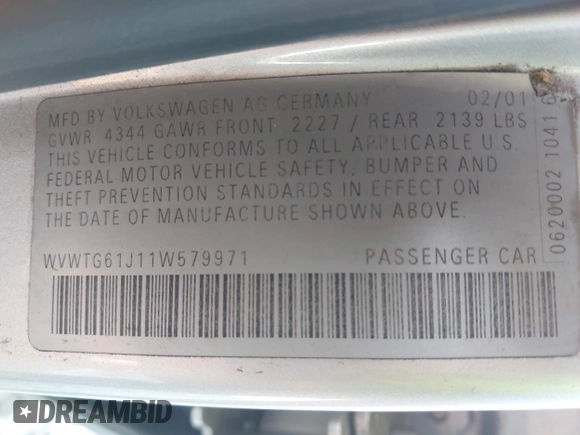 MFD BY VOLKSWAGEN AG GERMANY 02/01
GVWR 4344 GAWR FRONT 2227 / REAR 2139 LBS
THIS VEHICLE CONFORMS TO ALL APPLICABLE U.S.
FEDERAL MOTOR VEHICLE SAFETY, BUMPER AND
THEFT PREVENTION STANDARDS IN EFFECT ON
THE DATE OF MANUFACTURE SHOWN ABOVE.
WVWTG61J11W579971 PASSENGER CAR
0620002 1041 6
DREAMBID